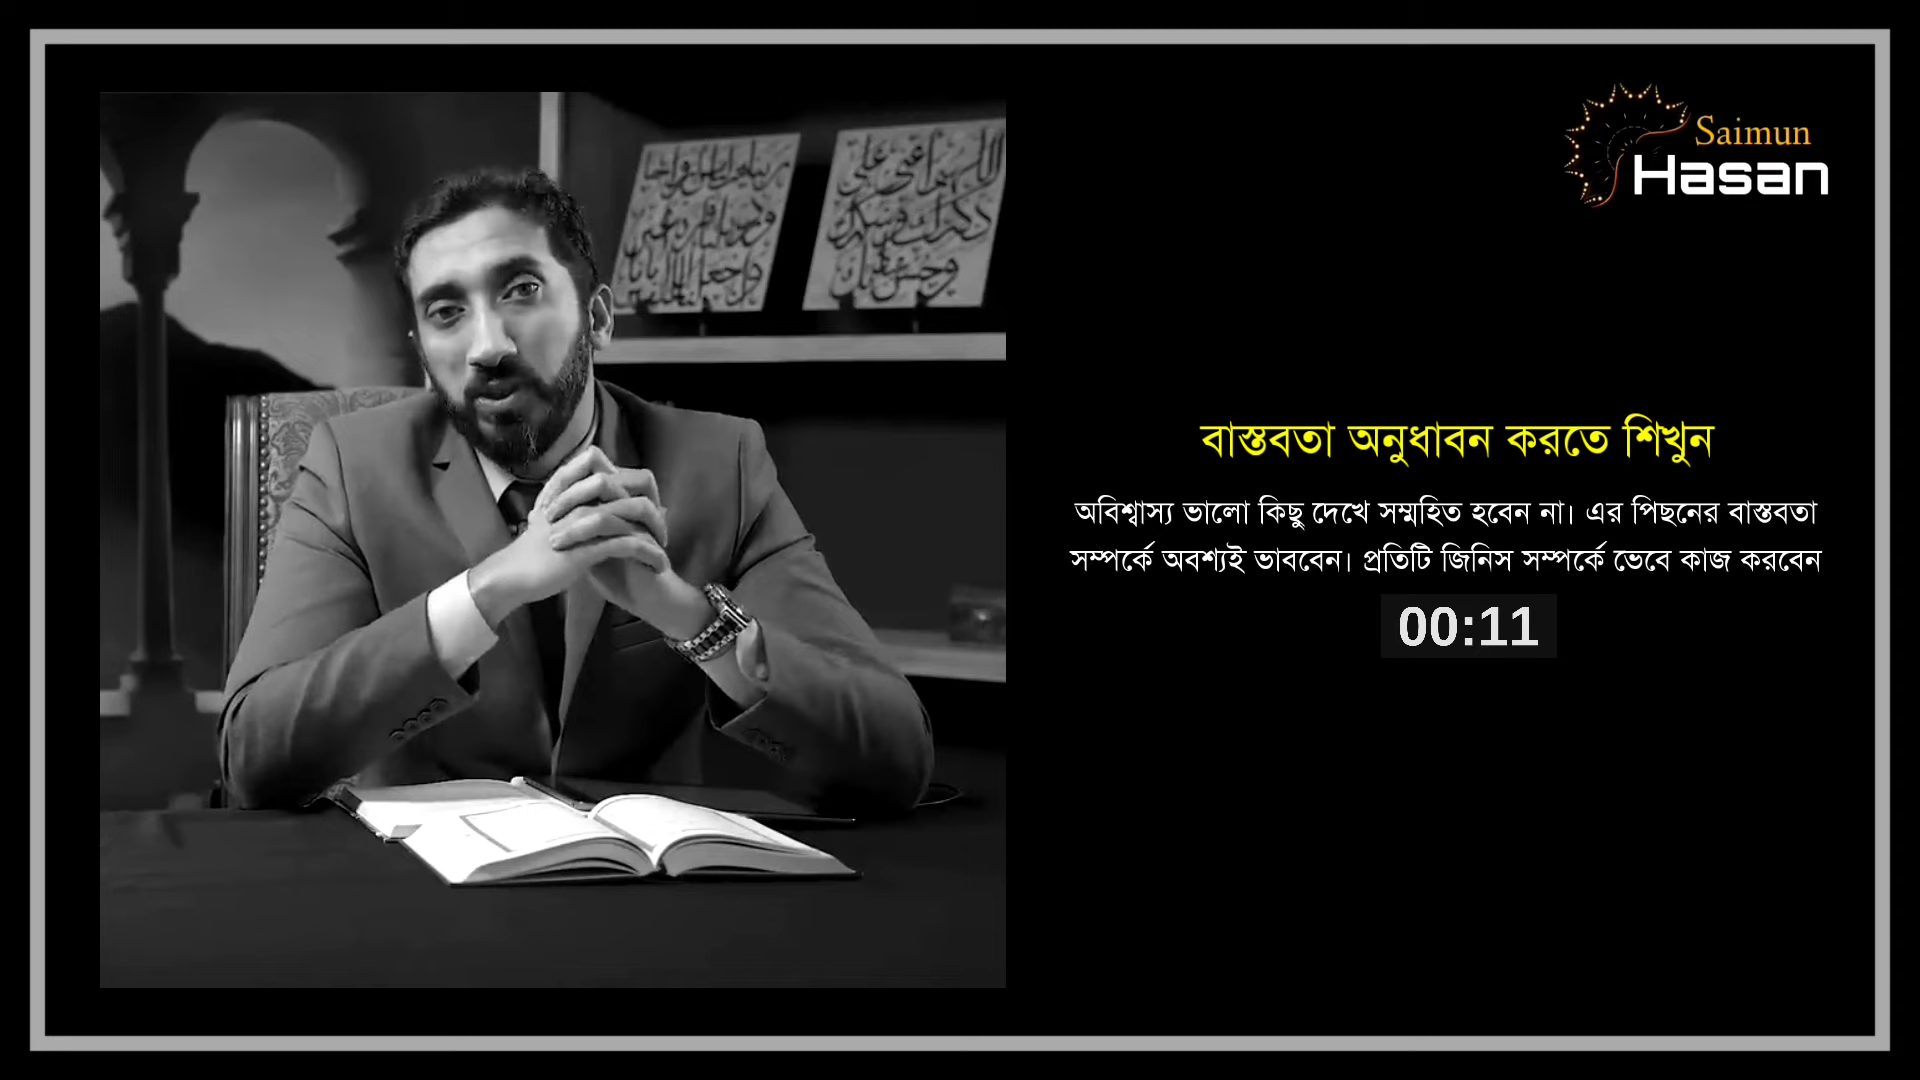 Saimun
Hasan
বাস্তবতা অনুধাবন করতে শিখুন
অবিশ্বাস্য ভালো কিছু দেখে সম্মহিত হবেন না। এর পিছনের বাস্তবতা
সম্পর্কে অবশ্যই ভাববেন। প্রতিটি জিনিস সম্পর্কে ভেবে কাজ করবেন
00:11